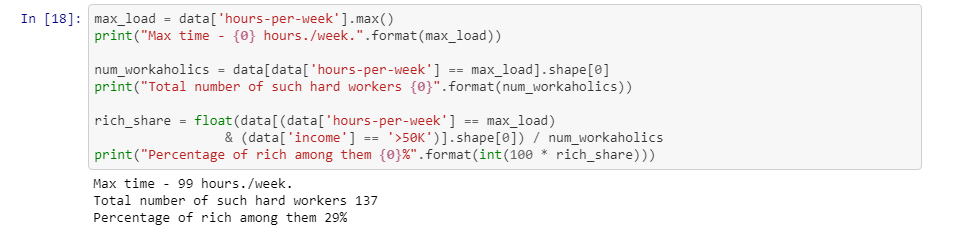 In [18]: max_load = data['hours-per-week'].max()
print("Max time - {0} hours./week.".format(max_load))
num_workaholics = data[data['hours-per-week'] == max_load].shape[0]
print("Total number of such hard workers {0}".format(num_workaholics))
rich_share = float(data[(data['hours-per-week'] == max_load)
& (data['income'] == '>50K')].shape[0]) / num_workaholics
print("Percentage of rich among them {0}%".format(int(100 * rich_share)))
Max time - 99 hours./week.
Total number of such hard workers 137
Percentage of rich among them 29%